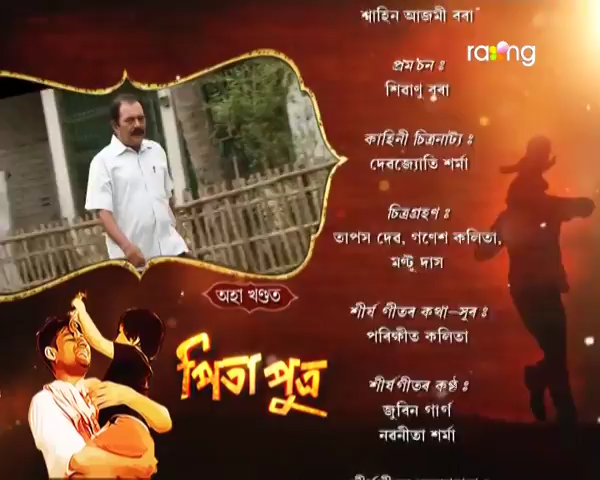 শ্বাহিন আজমী বৰা
rang
প্ৰমঠন ঃ
শিবাণু বৰা
কাহিনী চিত্ৰনাট্য ঃ
দেৱজ্যোতি শৰ্মা
চিত্ৰগ্ৰহণ ঃ
তাপস দেৱ, গণেশ কলিতা,
মণ্টু দাস
অহা খণ্ডত
শীৰ্ষ গীতৰ কথা–সুৰ ঃ
পৰিক্ষীত কলিতা
পিতা পুত্ৰ
শীৰ্ষগীতৰ কণ্ঠ ঃ
জুবিন গাৰ্গ
নৱনীতা শৰ্মা